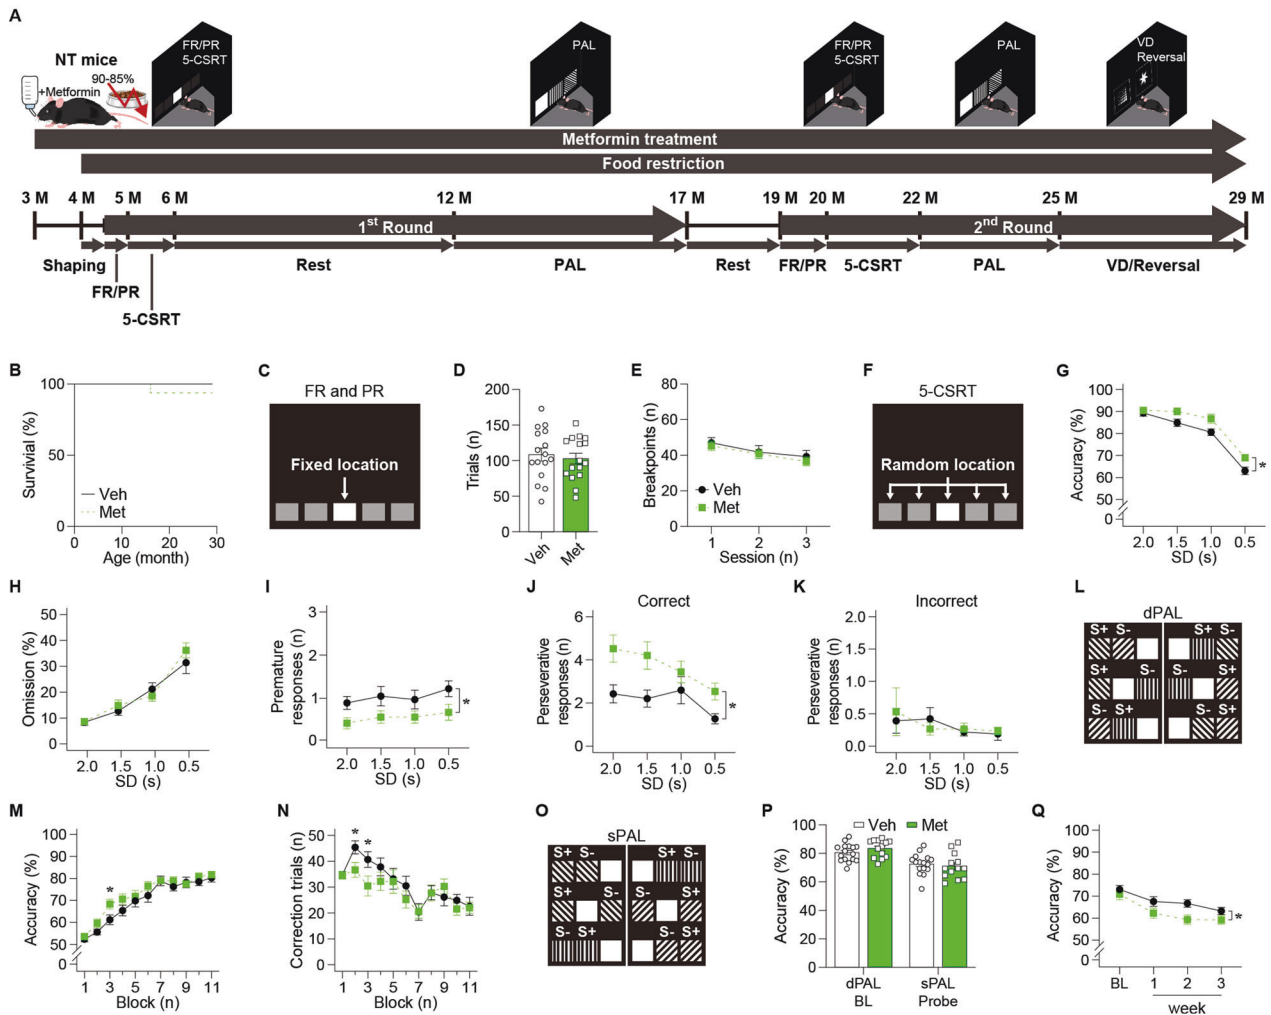 A
NT mice
90-85%
+Metformin
FR/PR
5-CSRT
PAL
FR/PR
5-CSRT
PAL
VD
Reversal
Metformin treatment
Food restriction
3 M 4 M 5 M 6 M 12 M 17 M 19 M 20 M 22 M 25 M 29 M
1st Round
2nd Round
Shaping
FR/PR
5-CSRT
Rest
PAL
Rest
FR/PR
5-CSRT
PAL
VD/Reversal
B
Survivial (%)
100
50
0
Veh
Met
0 10 20 30
Age (month)
C
FR and PR
Fixed location
D
Trials (n)
200
150
100
50
0
Veh Met
E
Breakpoints (n)
80
60
40
20
0
Veh
Met
1 2 3
Session (n)
F
5-CSRT
Ramdom location
G
Accuracy (%)
100
90
80
70
60
50
0
*
2.0 1.5 1.0 0.5
SD (s)
H
Omission (%)
50
40
30
20
10
0
2.0 1.5 1.0 0.5
SD (s)
I
Premature
responses (n)
3
2
1
0
*
2.0 1.5 1.0 0.5
SD (s)
J
Correct
Perseverative
responses (n)
6
4
2
0
*
2.0 1.5 1.0 0.5
SD (s)
K
Incorrect
Perseverative
responses (n)
2.0
1.5
1.0
0.5
0.0
2.0 1.5 1.0 0.5
SD (s)
L
dPAL
S+ S- S+ S-
S+ S- S- S+
S- S+ S- S+
M
Accuracy (%)
100
90
80
70
60
50
0
*
1 3 5 7 9 11
Block (n)
N
Correction trials (n)
50
40
30
20
10
0
* *
1 3 5 7 9 11
Block (n)
O
sPAL
S+ S- S+ S-
S+ S- S- S+
S- S+ S- S+
P
Veh Met
Accuracy (%)
100
80
60
40
20
0
dPAL sPAL
BL Probe
Q
Accuracy (%)
100
90
80
70
60
50
0
*
BL 1 2 3
week